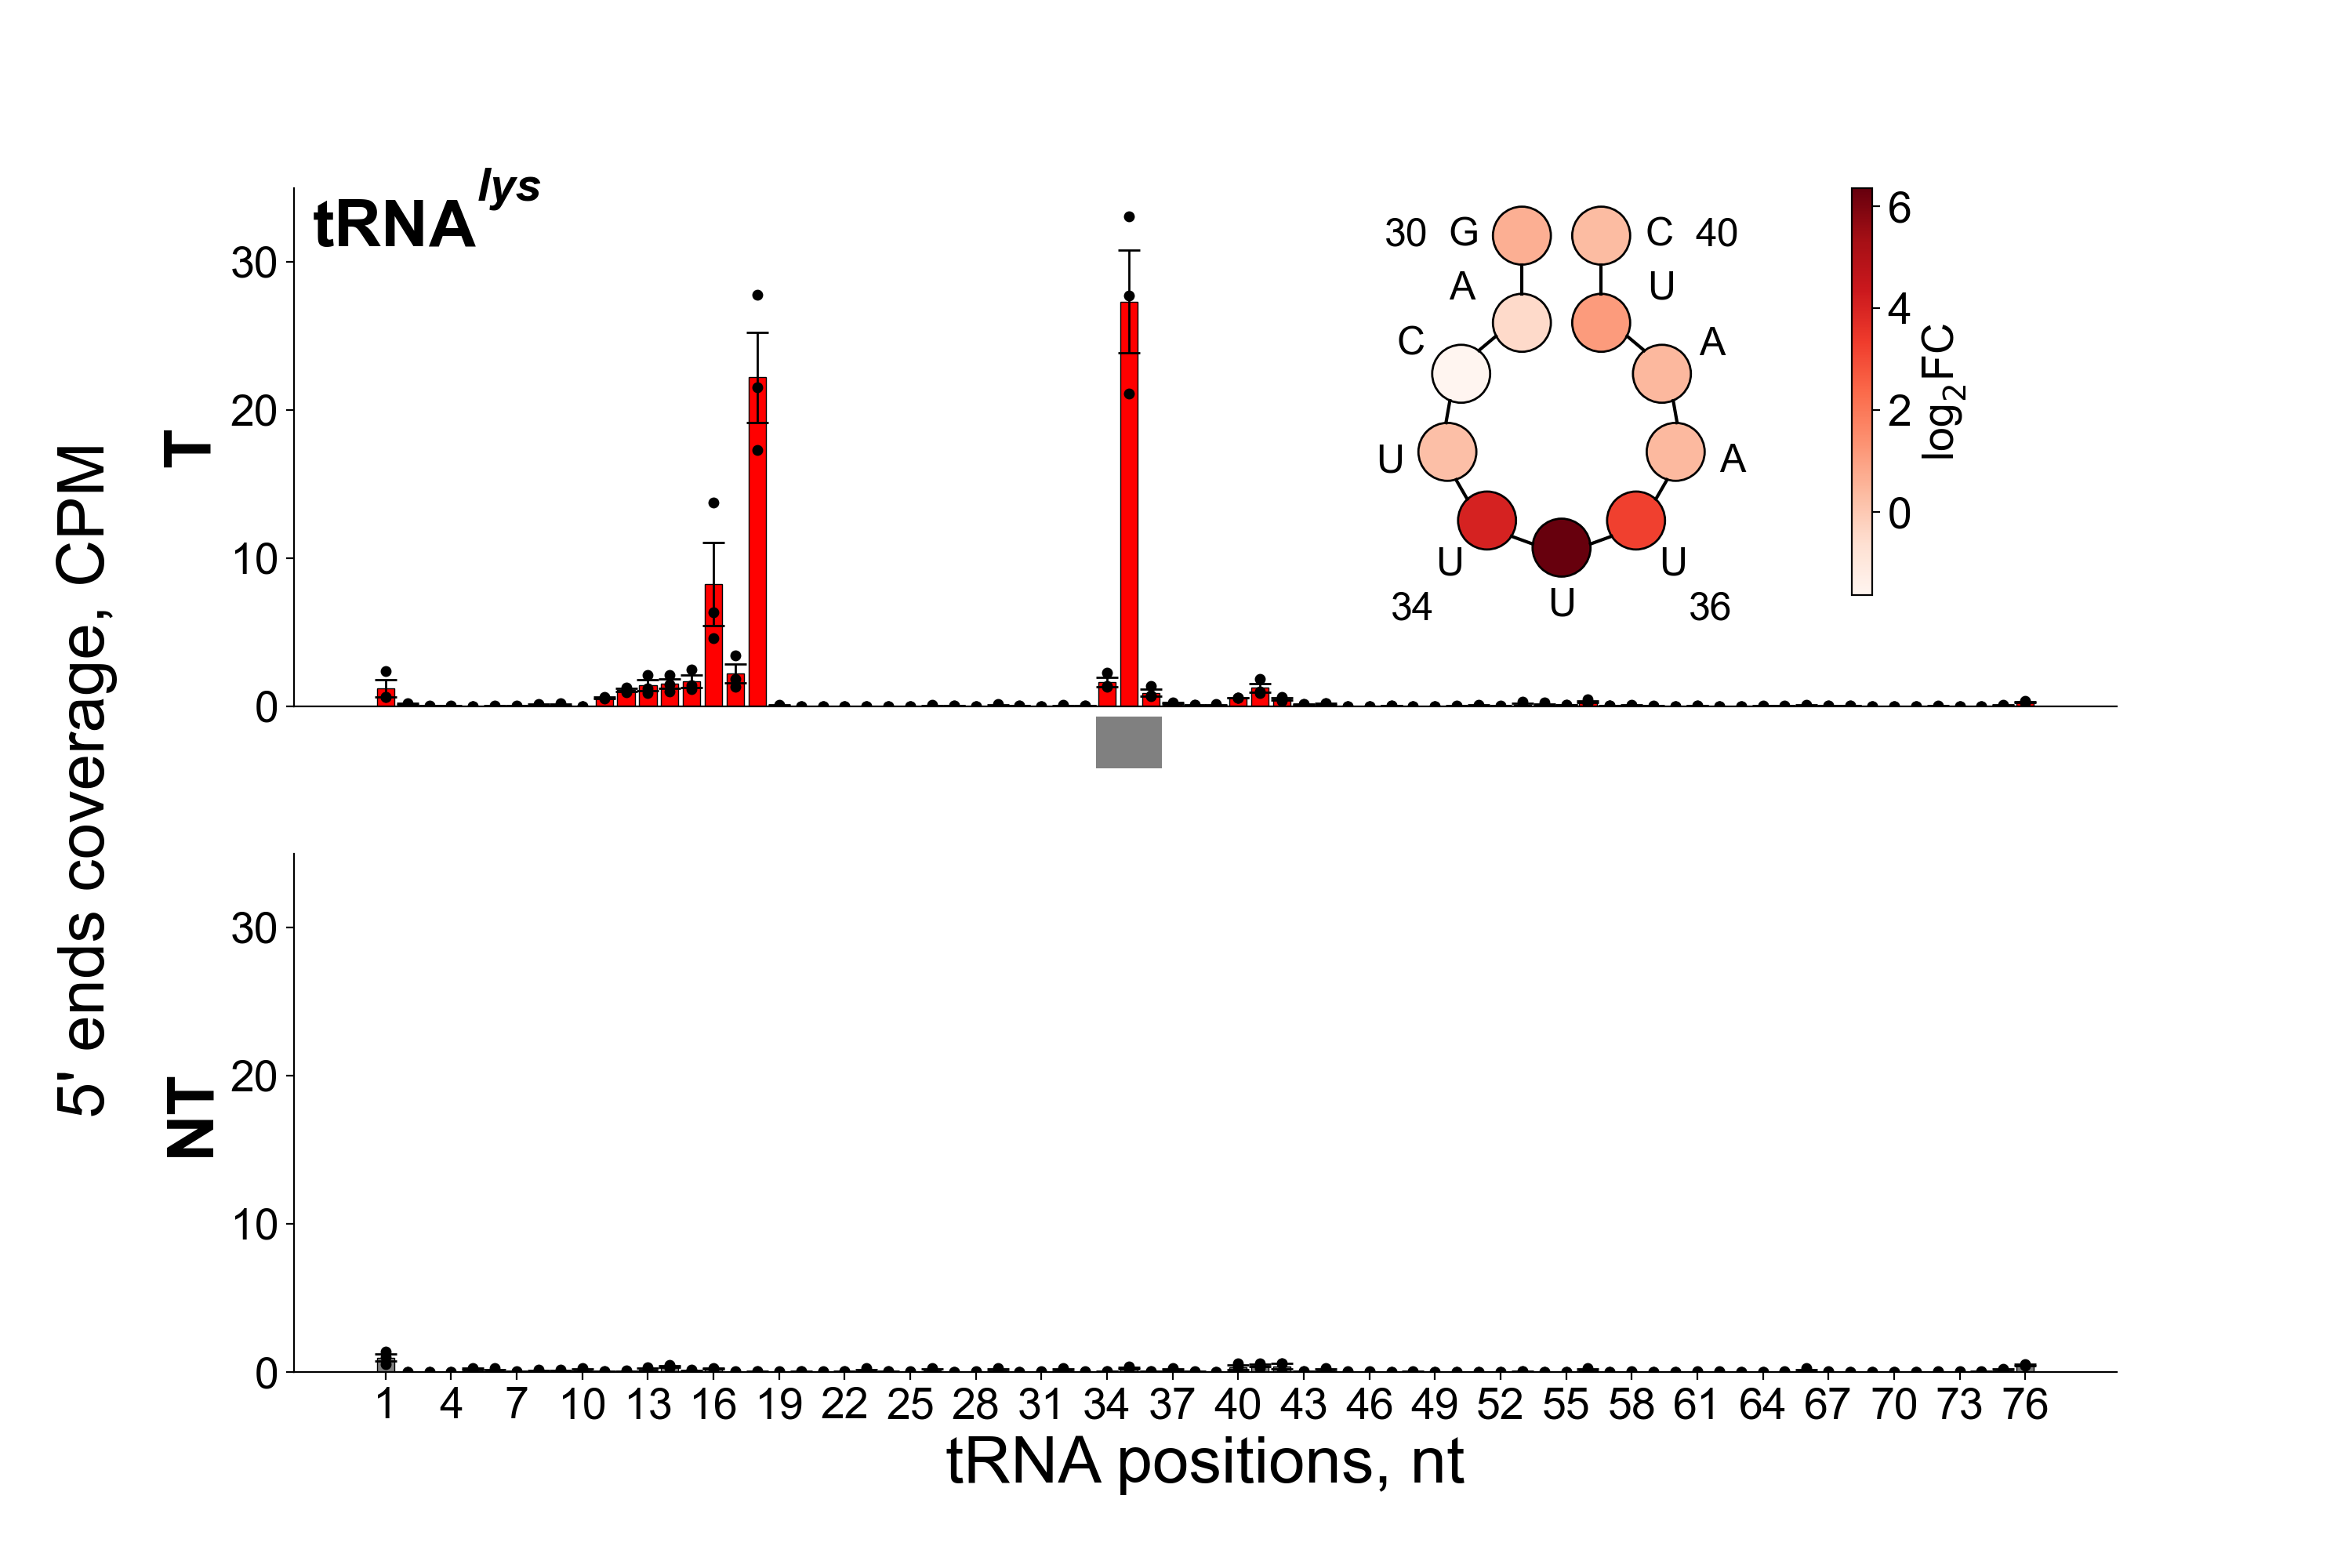 tRNA^lys
5' ends coverage, CPM
T
30
20
10
0
30 G C 40
A U
C A
U A
U U
34 U 36
6
4
2
0
log₂FC
NT
30
20
10
0
1 4 7 10 13 16 19 22 25 28 31 34 37 40 43 46 49 52 55 58 61 64 67 70 73 76
tRNA positions, nt